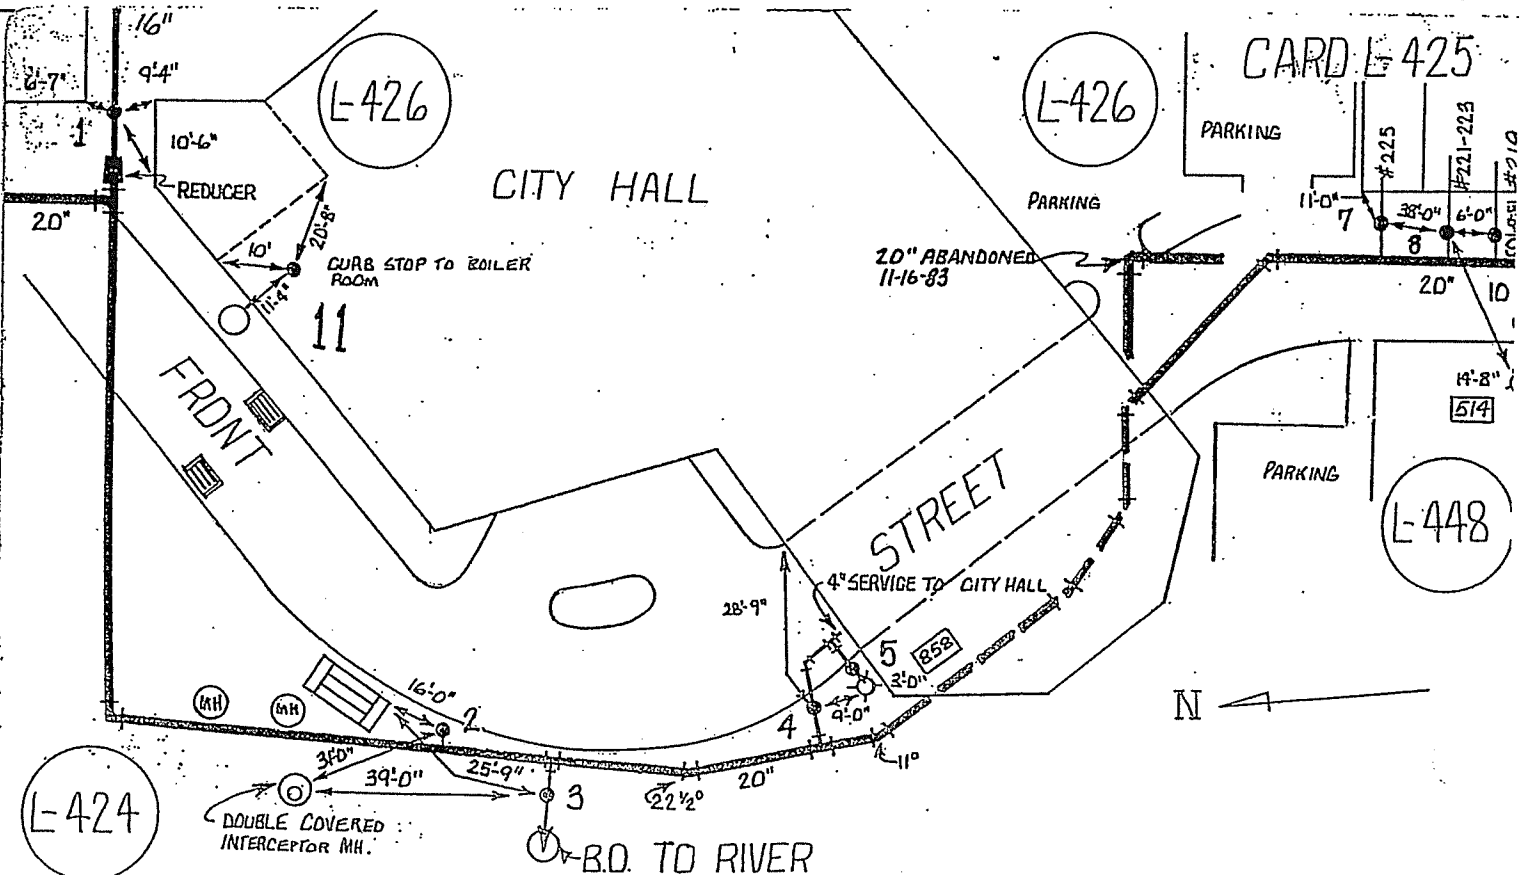 16"
6'-7"
9'-4"
1
10'-6"
REDUCER
20"
L-426
CITY HALL
L-426
CARD L-425
PARKING
#225
#221-223
#210
PARKING
11'-0"
7
38'-0"
8
6'-0"
20"
10
20" ABANDONED
11-16-83
20'-8"
10'
CURB STOP TO BOILER
ROOM
11'-4"
11
FRONT
14'-8"
514
PARKING
L-448
STREET
4" SERVICE TO CITY HALL
28'-9"
5
858
3'-0"
9'-0"
4
N
16'-0"
2
MH
MH
31'-0"
39'-0"
25'-9"
3
22 1/2°
20"
11°
L-424
DOUBLE COVERED
INTERCEPTOR MH.
B.O. TO RIVER